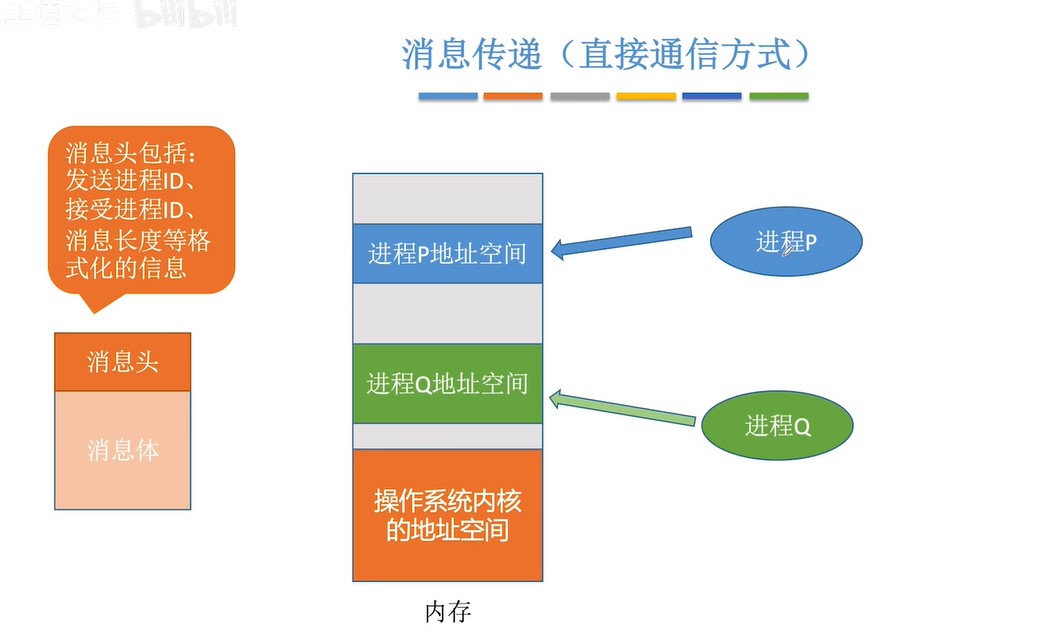 bilibili
消息传递（直接通信方式）
消息头包括：
发送进程ID、
接受进程ID、
消息长度等格
式化的信息
消息头
消息体
进程P地址空间
进程Q地址空间
操作系统内核
的地址空间
内存
进程P
进程Q